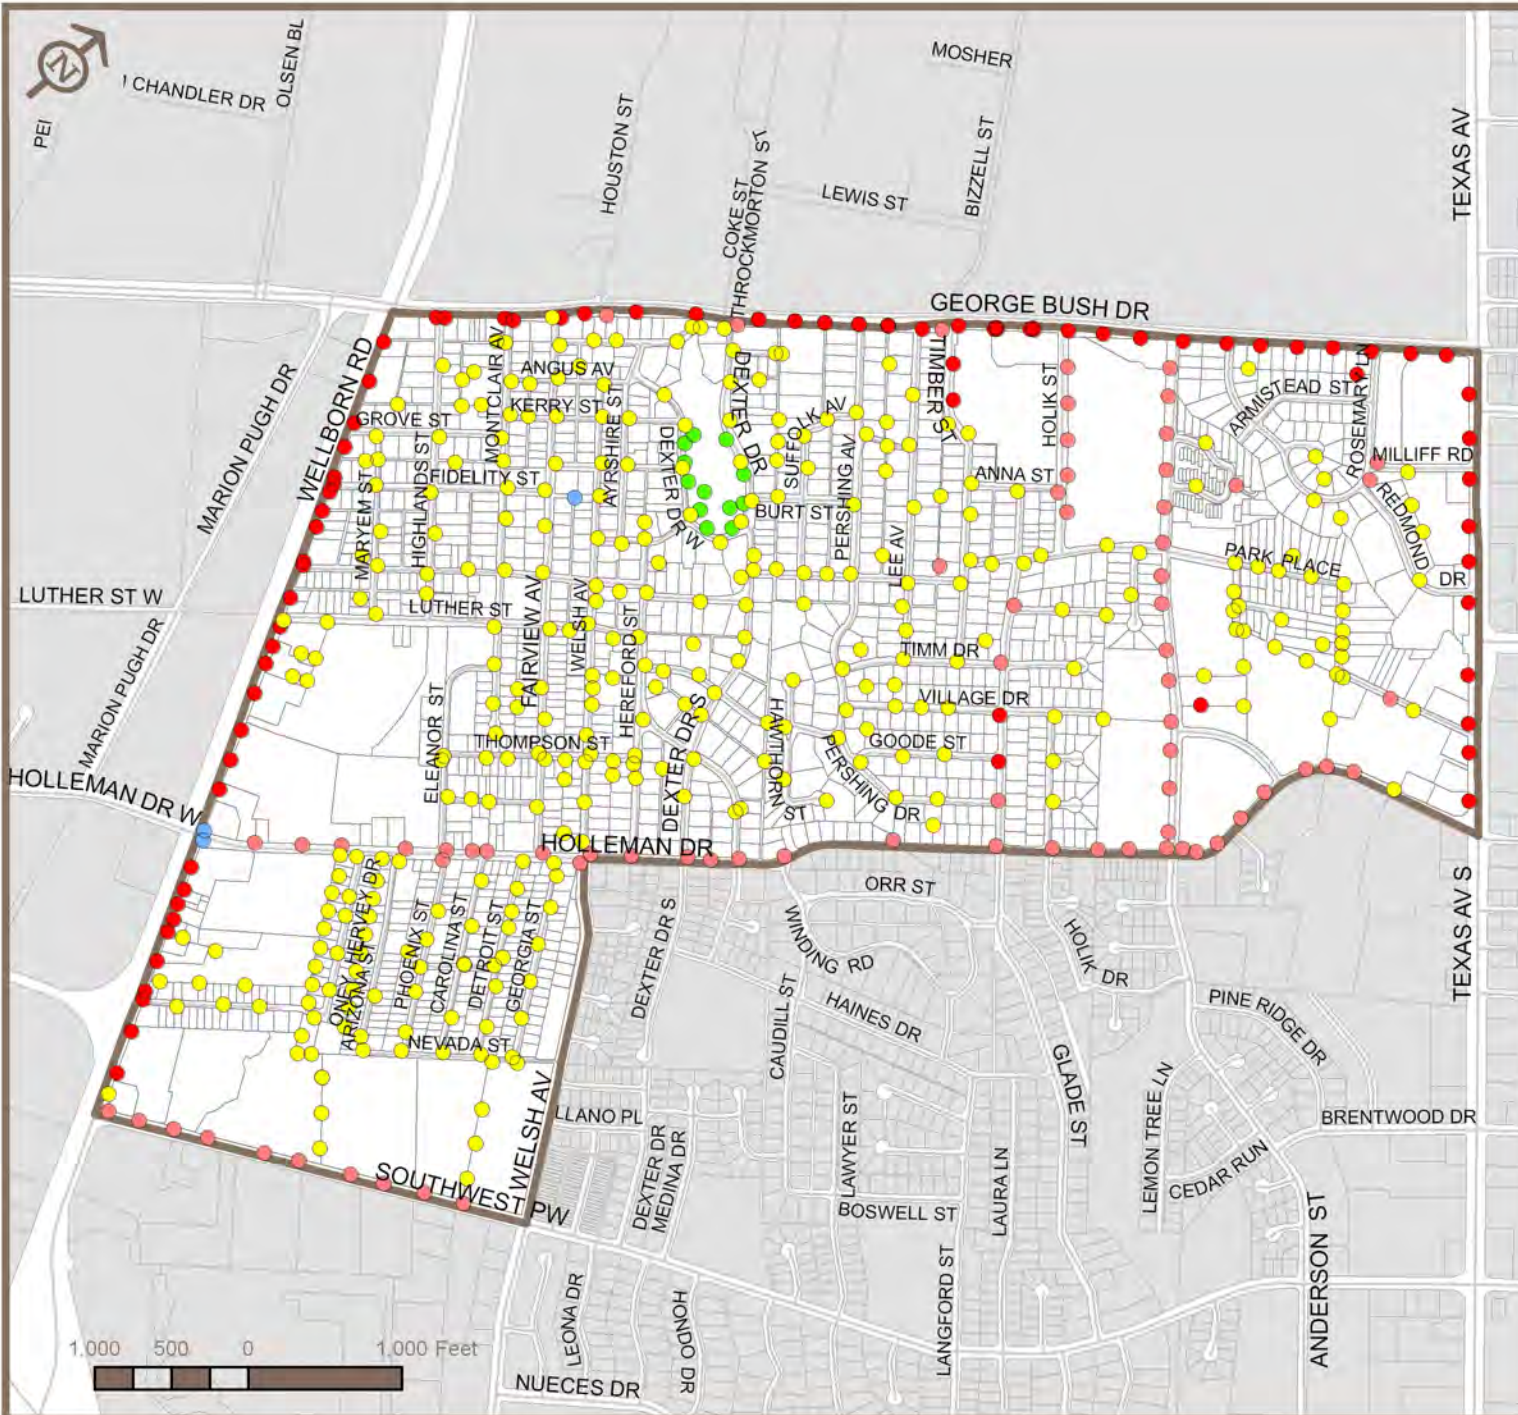 N
MOSHER
OLSEN BL
CHANDLER DR
PEI
TEXAS AV
HOUSTON ST
COKE ST
THROCKMORTON ST
LEWIS ST
BIZZELL ST
GEORGE BUSH DR
WELLBORN RD
MARION PUGH DR
MONTCLAIR AV
ANGUS AV
KERRY ST
GROVE ST
AYRSHIRE ST
HIGHLANDS ST
FIDELITY ST
MARYEM ST
DEXTER DR W
DEXTER DR
SUFFOLK AV
BURT ST
PERSHING AV
TIMBER ST
LEE AV
HOLIK ST
ANNA ST
ARMISTEAD ST
ROSEMARY LN
MILLIFF RD
REDMOND DR
PARK PLACE
LUTHER ST W
LUTHER ST
MARION PUGH DR
FAIRVIEW AV
WELSH AV
HEREFORD ST
TIMM DR
VILLAGE DR
ELEANOR ST
THOMPSON ST
DEXTER DR S
HAWTHORN ST
PERSHING DR
GOODE ST
HOLLEMAN DR W
HOLLEMAN DR
ORR ST
TEXAS AV S
ONEY HERVEY DR
ARIZONA ST
PHOENIX ST
CAROLINA ST
DETROIT ST
GEORGIA ST
NEVADA ST
DEXTER DR S
WINDING RD
HOLIK DR
CAUDILL ST
HAINES DR
PINE RIDGE DR
GLADE ST
LEMON TREE LN
BRENTWOOD DR
CEDAR RUN
WELSH AV
LLANO PL
DEXTER DR
MEDINA DR
LAWYER ST
LAURA LN
BOSWELL ST
SOUTHWEST PW
LANGFORD ST
ANDERSON ST
LEONA DR
HONDO DR
NUECES DR
1,000 500 0 1,000 Feet